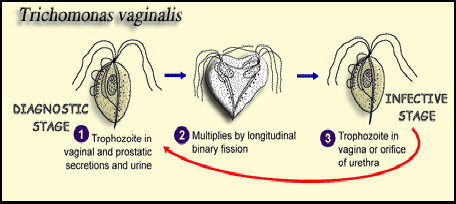 Trichomonas vaginalis
DIAGNOSTIC
STAGE
1 Trophozoite in
vaginal and prostatic
secretions and urine
2 Multiplies by longitudinal
binary fission
INFECTIVE
STAGE
3 Trophozoite in
vagina or orifice
of urethra